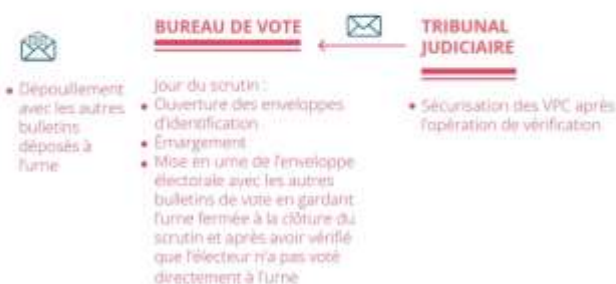 BUREAU DE VOTE
TRIBUNAL
JUDICIAIRE
• Dépouillement
avec les autres
bulletins
déposés à
l'urne
Jour du scrutin :
• Ouverture des enveloppes
d'identification
• Émargement
• Mise en urne de l'enveloppe
électorale avec les autres
bulletins de vote en gardant
l'urne fermée à la clôture du
scrutin et après avoir vérifié
que l'électeur n'a pas voté
directement à l'urne
• Sécurisation des VPC après
l'opération de vérification